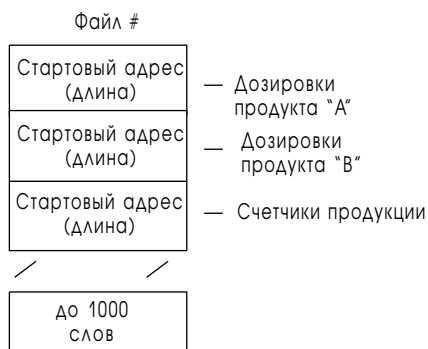 Файл #
Стартовый адрес
(длина)
— Дозировки
продукта "A"
Стартовый адрес
(длина)
— Дозировки
продукта "B"
Стартовый адрес
(длина)
— Счетчики продукции
до 1000
слов